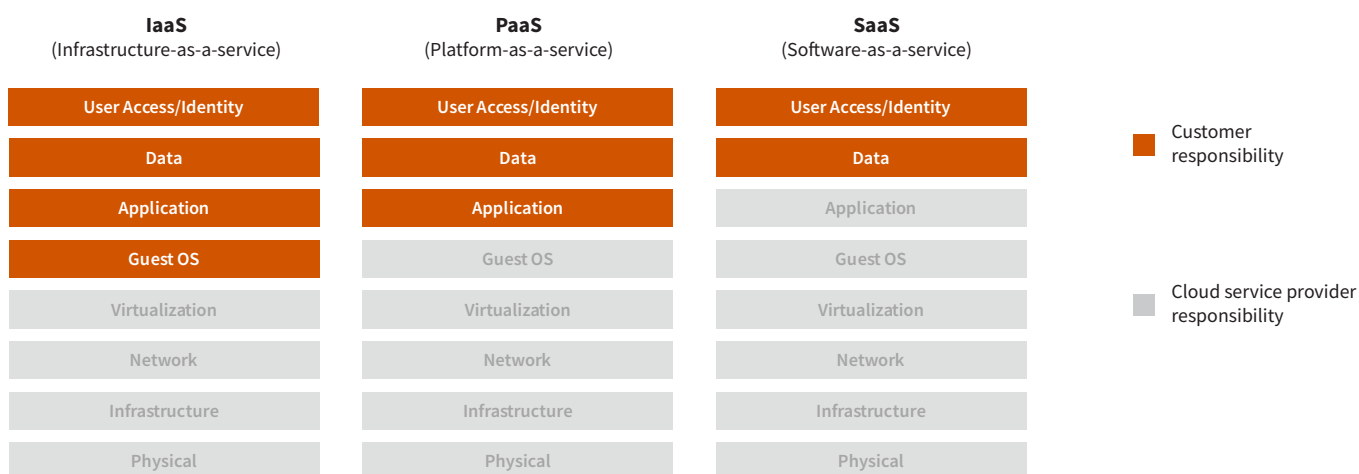 IaaS
(Infrastructure-as-a-service)
User Access/Identity
Data
Application
Guest OS
Virtualization
Network
Infrastructure
Physical
PaaS
(Platform-as-a-service)
User Access/Identity
Data
Application
Guest OS
Virtualization
Network
Infrastructure
Physical
SaaS
(Software-as-a-service)
User Access/Identity
Data
Application
Guest OS
Virtualization
Network
Infrastructure
Physical
Customer
responsibility
Cloud service provider
responsibility